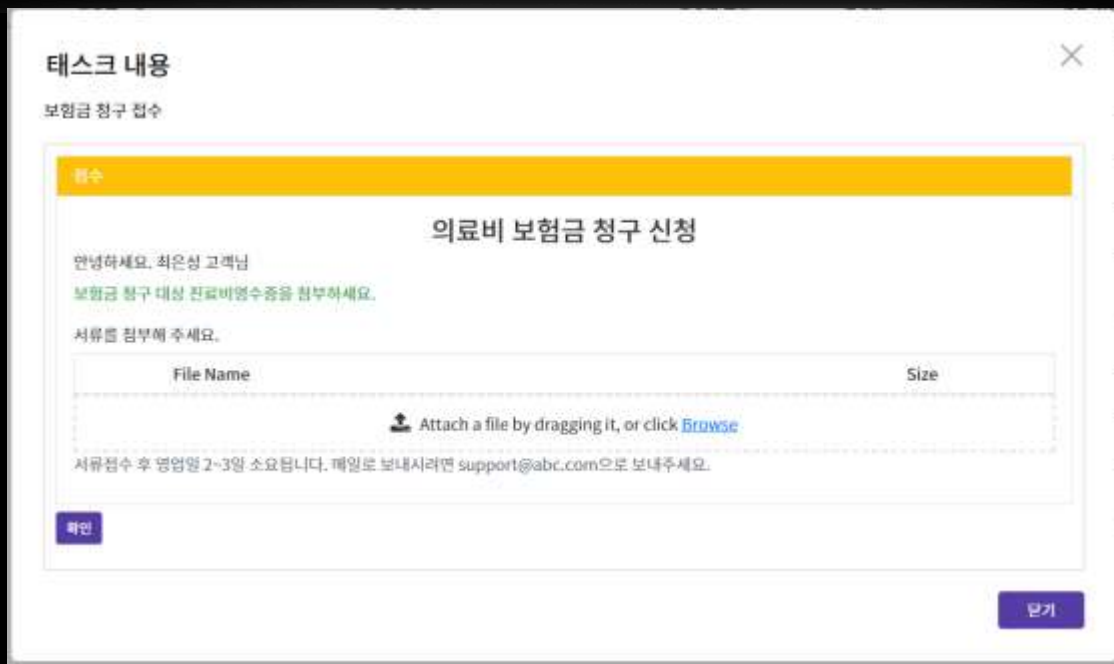 태스크 내용
보험금 청구 접수
접수
의료비 보험금 청구 신청
안녕하세요. 최은성 고객님
보험금 청구 대상 진료비영수증을 첨부하세요.
서류를 첨부해 주세요.
File Name Size
Attach a file by dragging it, or click Browse
서류접수 후 영업일 2~3일 소요됩니다. 메일로 보내시려면 support@abc.com으로 보내주세요.
확인
닫기